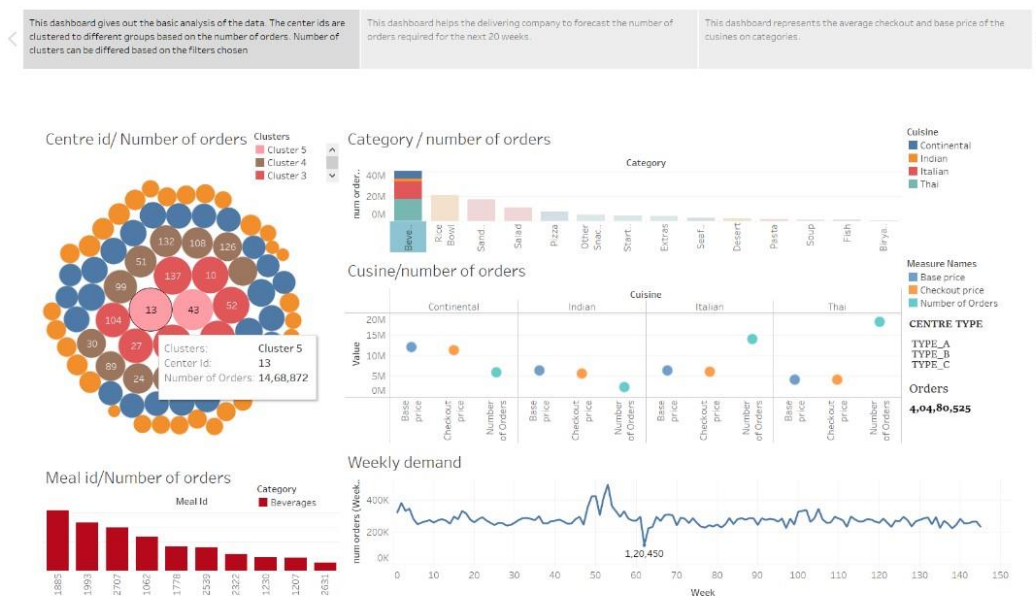 This dashboard gives out the basic analysis of the data. The center ids are
clustered to different groups based on the number of orders. Number of
clusters can be differed based on the filters chosen
This dashboard helps the delivering company to forecast the number of
orders required for the next 20 weeks.
This dashboard represents the average checkout and base price of the
cusines on categories.
Centre id/ Number of orders
Clusters
Cluster 5
Cluster 4
Cluster 3
132
108
126
51
137
10
99
13
43
52
104
30
27
89
24
Clusters: Cluster 5
Center Id: 13
Number of Orders: 14,68,872
Category / number of orders
Category
num order..
40M
20M
0M
Beve..
Rice
Bowl
Sand..
Salad
Pizza
Other
Snac..
Start..
Extras
Seaf..
Desert
Pasta
Soup
Fish
Birya..
Cuisine
Continental
Indian
Italian
Thai
Cusine/number of orders
Cuisine
Continental
Indian
Italian
Thai
Value
20M
15M
10M
5M
0M
Base
price
Checkout
price
Number
of Orders
Base
price
Checkout
price
Number
of Orders
Base
price
Checkout
price
Number
of Orders
Base
price
Checkout
price
Number
of Orders
Measure Names
Base price
Checkout price
Number of Orders
CENTRE TYPE
TYPE_A
TYPE_B
TYPE_C
Orders
4,04,80,525
Meal id/Number of orders
Meal Id
Category
Beverages
1885
1993
2707
1062
1778
2539
2322
1230
1207
2631
Weekly demand
num orders (Week..
400K
200K
0K
1,20,450
0
10
20
30
40
50
60
70
80
90
100
110
120
130
140
150
Week